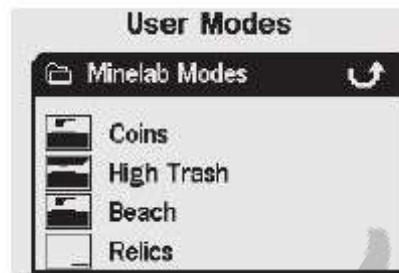 User Modes
Minelab Modes
Coins
High Trash
Beach
Relics